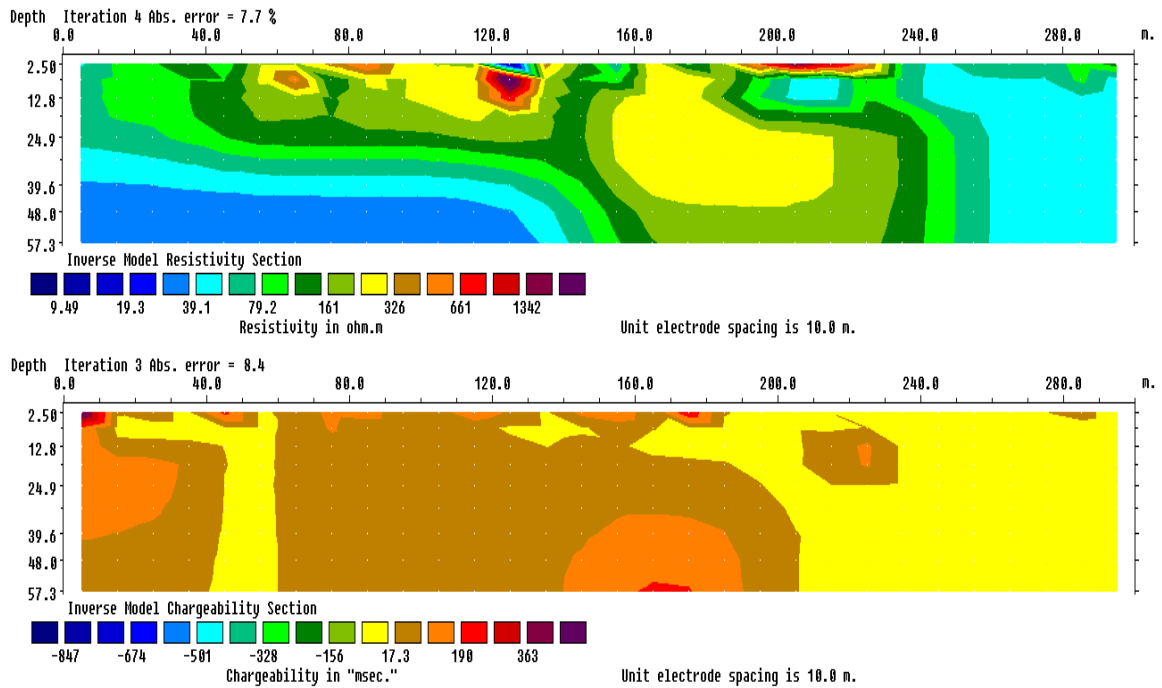 Depth Iteration 4 Abs. error = 7.7 %
0.0 40.0 80.0 120.0 160.0 200.0 240.0 280.0 m.
2.50
12.8
24.9
39.6
48.0
57.3
Inverse Model Resistivity Section
9.49 19.3 39.1 79.2 161 326 661 1342
Resistivity in ohm.m
Unit electrode spacing is 10.0 m.
Depth Iteration 3 Abs. error = 8.4
0.0 40.0 80.0 120.0 160.0 200.0 240.0 280.0 m.
2.50
12.8
24.9
39.6
48.0
57.3
Inverse Model Chargeability Section
-847 -674 -501 -328 -156 17.3 190 363
Chargeability in "msec."
Unit electrode spacing is 10.0 m.